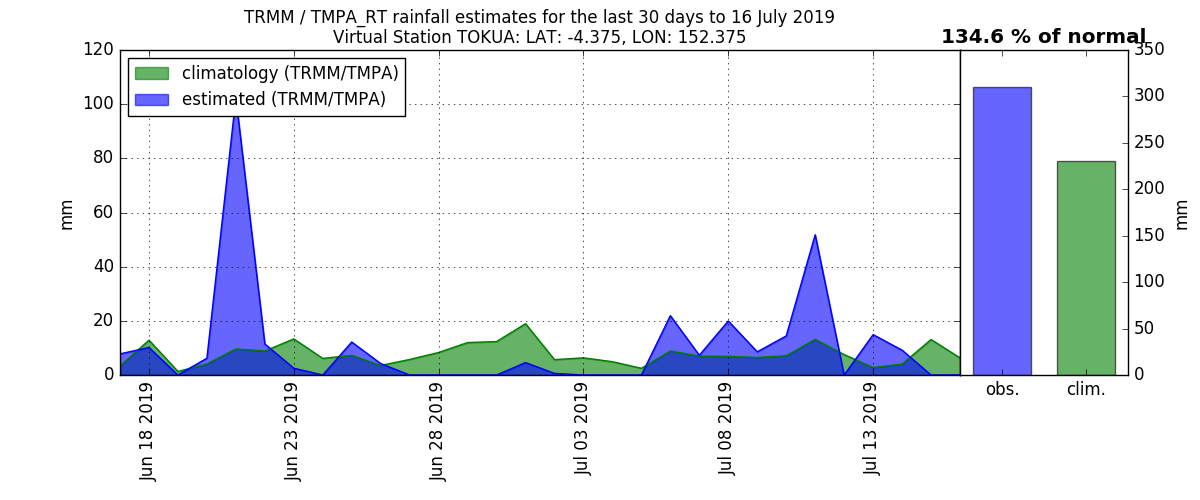 TRMM / TMPA_RT rainfall estimates for the last 30 days to 16 July 2019
Virtual Station TOKUA: LAT: -4.375, LON: 152.375
134.6 % of normal
climatology (TRMM/TMPA)
estimated (TRMM/TMPA)
mm
120
100
80
60
40
20
0
Jun 18 2019
Jun 23 2019
Jun 28 2019
Jul 03 2019
Jul 08 2019
Jul 13 2019
obs.
clim.
350
300
250
200
150
100
50
0
mm